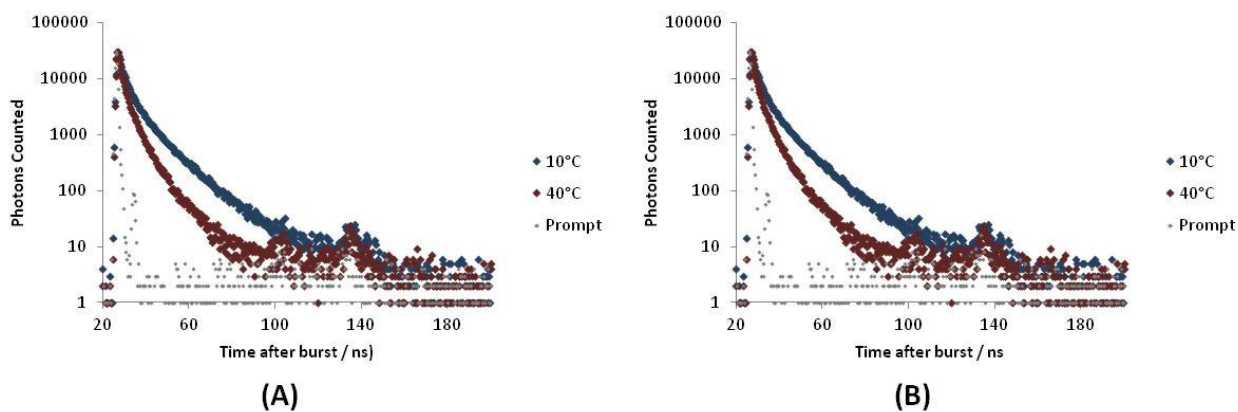 100000
10000
1000
100
10
1
20 60 100 140 180
Photons Counted
Time after burst / ns)
10°C
40°C
Prompt
(A)
100000
10000
1000
100
10
1
20 60 100 140 180
Photons Counted
Time after burst / ns
10°C
40°C
Prompt
(B)